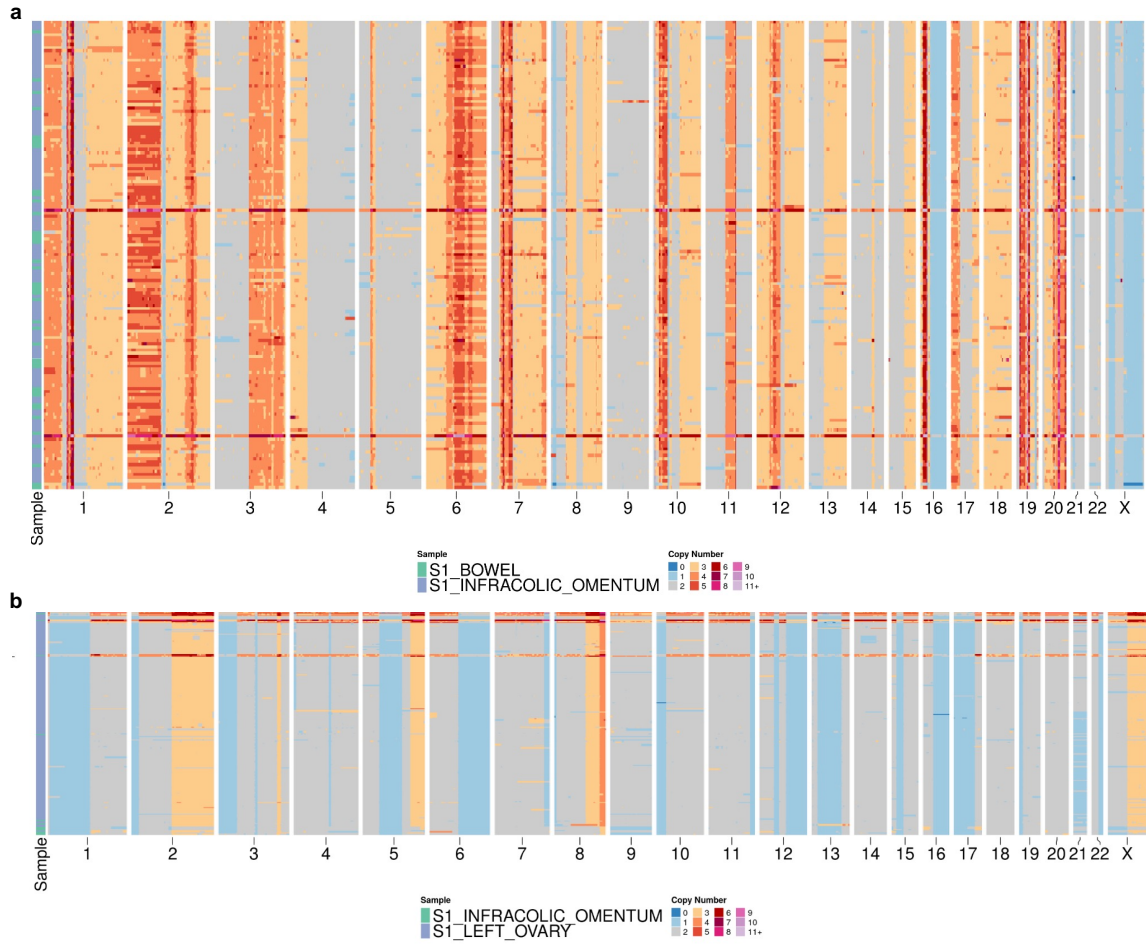 a
Sample
1 2 3 4 5 6 7 8 9 10 11 12 13 14 15 16 17 18 19 20 21 22 X
Sample
S1_BOWEL
S1_INFRACOLIC_OMENTUM
Copy Number
0 3 6 9
1 4 7 10
2 5 8 11+
b
Sample
1 2 3 4 5 6 7 8 9 10 11 12 13 14 15 16 17 18 19 20 21 22 X
Sample
S1_INFRACOLIC_OMENTUM
S1_LEFT_OVARY
Copy Number
0 3 6 9
1 4 7 10
2 5 8 11+